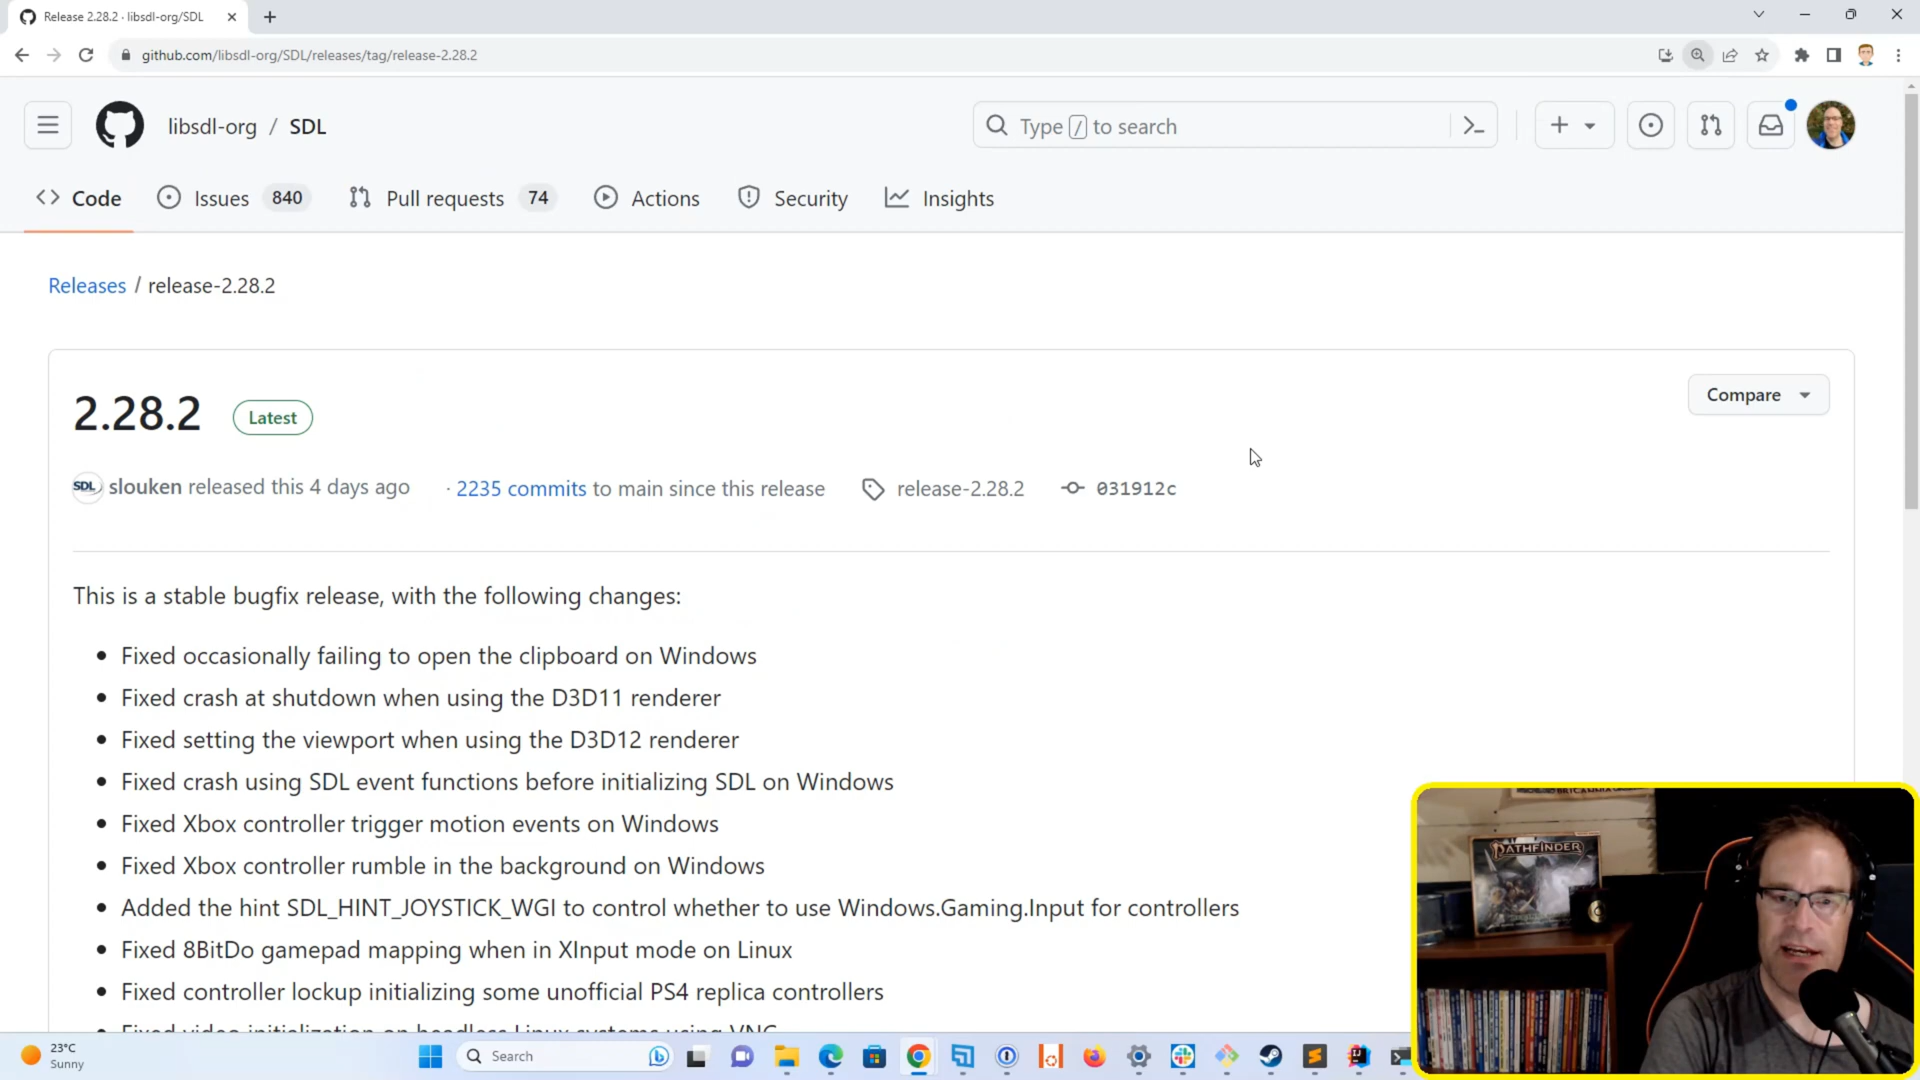 Release 2.28.2 · libsdl-org/SDL
github.com/libsdl-org/SDL/releases/tag/release-2.28.2
libsdl-org / SDL
Type / to search
Code
Issues 840
Pull requests 74
Actions
Security
Insights
Releases / release-2.28.2
2.28.2 Latest
Compare
SDL slouken released this 4 days ago · 2235 commits to main since this release release-2.28.2 031912c
This is a stable bugfix release, with the following changes:
• Fixed occasionally failing to open the clipboard on Windows
• Fixed crash at shutdown when using the D3D11 renderer
• Fixed setting the viewport when using the D3D12 renderer
• Fixed crash using SDL event functions before initializing SDL on Windows
• Fixed Xbox controller trigger motion events on Windows
• Fixed Xbox controller rumble in the background on Windows
• Added the hint SDL_HINT_JOYSTICK_WGI to control whether to use Windows.Gaming.Input for controllers
• Fixed 8BitDo gamepad mapping when in XInput mode on Linux
• Fixed controller lockup initializing some unofficial PS4 replica controllers
• Fixed video initialization on headless Linux systems using VNC
PATHFINDER
23°C
Sunny
Search